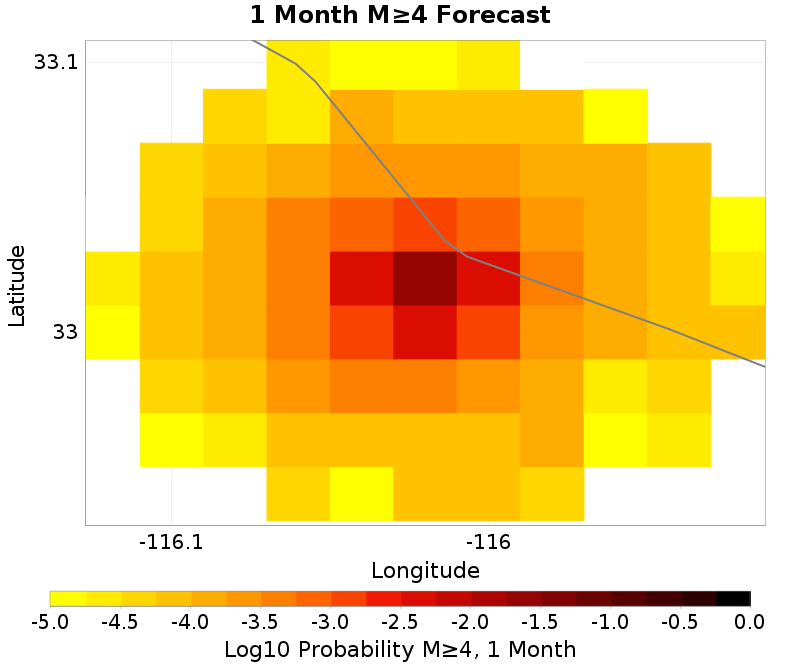 1 Month M≥4 Forecast
33.1
33
Latitude
-116.1 -116
Longitude
-5.0 -4.5 -4.0 -3.5 -3.0 -2.5 -2.0 -1.5 -1.0 -0.5 0.0
Log10 Probability M≥4, 1 Month